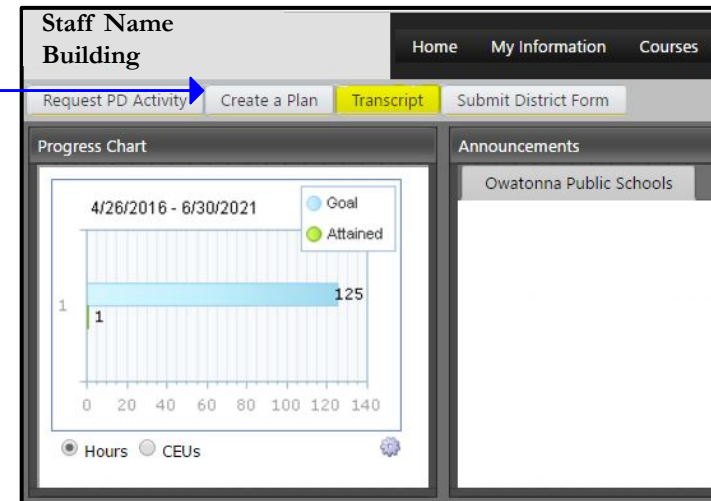 Staff Name
Building
Home My Information Courses
Request PD Activity Create a Plan Transcript Submit District Form
Progress Chart
Announcements
Owatonna Public Schools
4/26/2016 - 6/30/2021
Goal
Attained
125
1
1
0 20 40 60 80 100 120 140
Hours CEUs